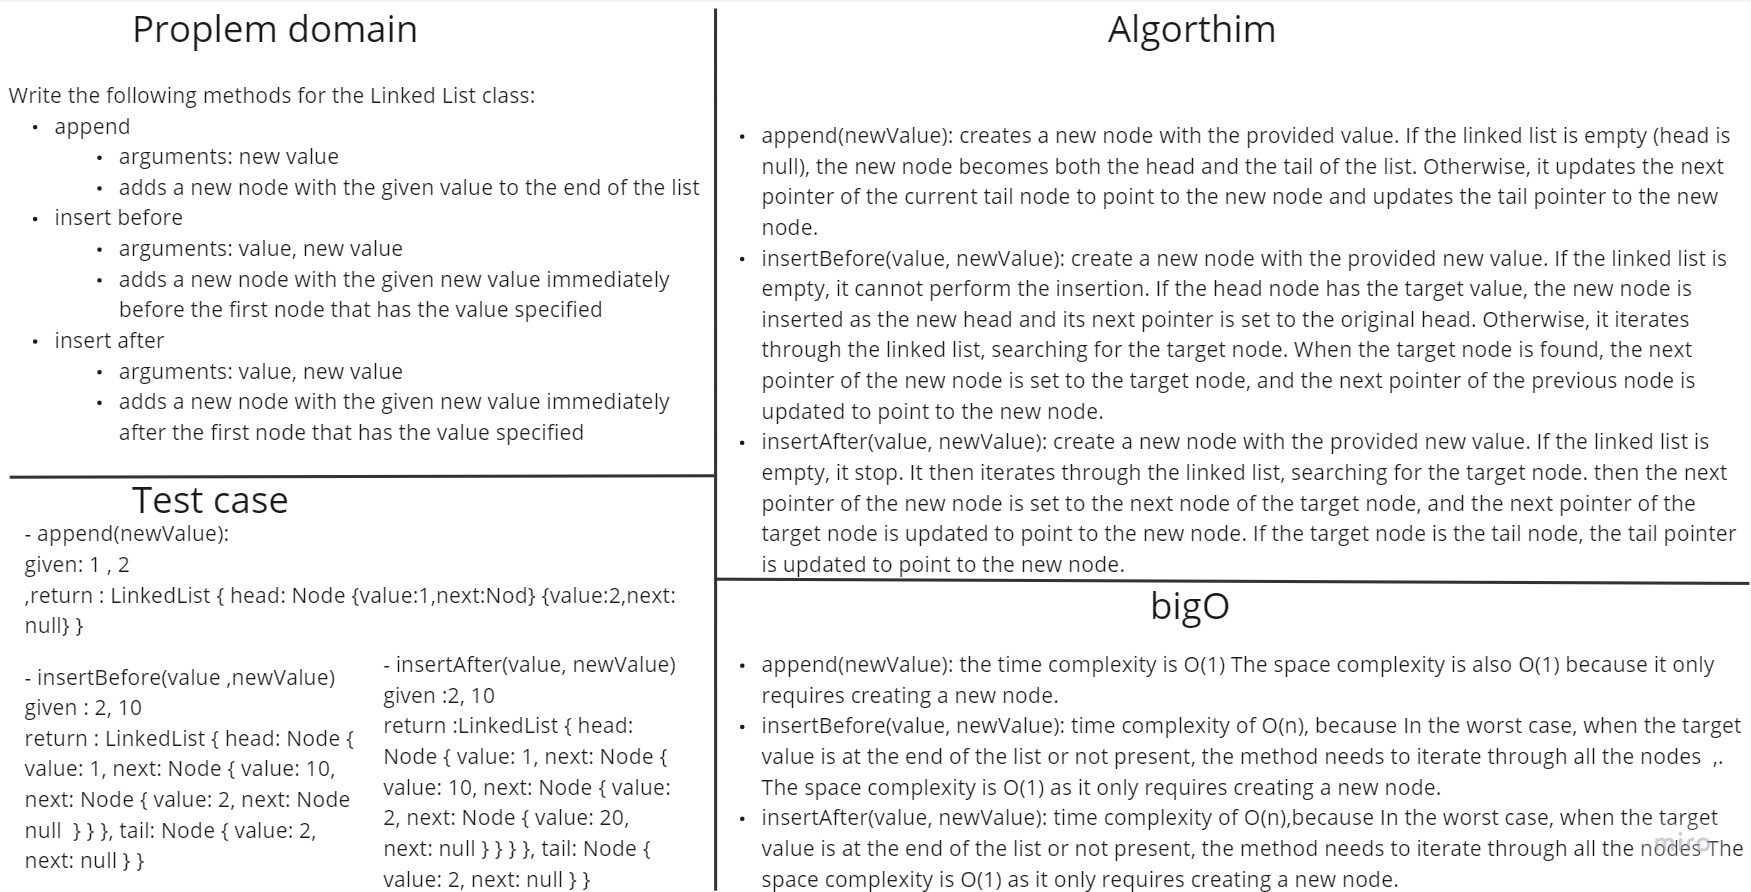 Proplem domain
Write the following methods for the Linked List class:
• append
• arguments: new value
• adds a new node with the given value to the end of the list
• insert before
• arguments: value, new value
• adds a new node with the given new value immediately
before the first node that has the value specified
• insert after
• arguments: value, new value
• adds a new node with the given new value immediately
after the first node that has the value specified
Test case
- append(newValue):
given: 1 , 2
,return : LinkedList { head: Node {value:1,next:Nod} {value:2,next:
null} }
- insertBefore(value ,newValue)
given : 2, 10
return : LinkedList { head: Node {
value: 1, next: Node { value: 10,
next: Node { value: 2, next: Node
null } } }, tail: Node { value: 2,
next: null } }
- insertAfter(value, newValue)
given :2, 10
return :LinkedList { head:
Node { value: 1, next: Node {
value: 10, next: Node { value:
2, next: Node { value: 20,
next: null } } } }, tail: Node {
value: 2, next: null } }
Algorthim
• append(newValue): creates a new node with the provided value. If the linked list is empty (head is
null), the new node becomes both the head and the tail of the list. Otherwise, it updates the next
pointer of the current tail node to point to the new node and updates the tail pointer to the new
node.
• insertBefore(value, newValue): create a new node with the provided new value. If the linked list is
empty, it cannot perform the insertion. If the head node has the target value, the new node is
inserted as the new head and its next pointer is set to the original head. Otherwise, it iterates
through the linked list, searching for the target node. When the target node is found, the next
pointer of the new node is set to the target node, and the next pointer of the previous node is
updated to point to the new node.
• insertAfter(value, newValue): create a new node with the provided new value. If the linked list is
empty, it stop. It then iterates through the linked list, searching for the target node. then the next
pointer of the new node is set to the next node of the target node, and the next pointer of the
target node is updated to point to the new node. If the target node is the tail node, the tail pointer
is updated to point to the new node.
bigO
• append(newValue): the time complexity is O(1) The space complexity is also O(1) because it only
requires creating a new node.
• insertBefore(value, newValue): time complexity of O(n), because In the worst case, when the target
value is at the end of the list or not present, the method needs to iterate through all the nodes ,.
The space complexity is O(1) as it only requires creating a new node.
• insertAfter(value, newValue): time complexity of O(n),because In the worst case, when the target
value is at the end of the list or not present, the method needs to iterate through all the nodes The
space complexity is O(1) as it only requires creating a new node.
miro